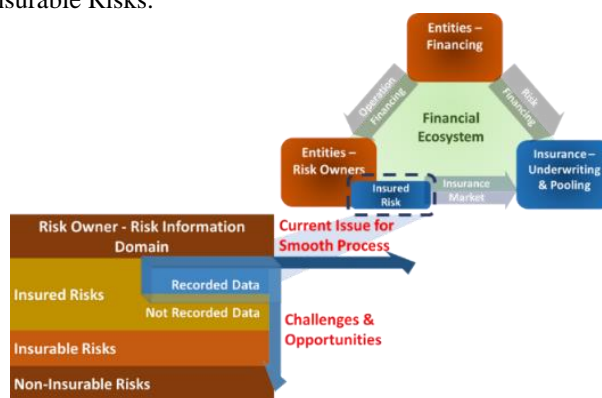 nsurable Risks.
Entities –
Financing
Operation
Financing
Risk
Financing
Financial
Ecosystem
Entities –
Risk Owners
Insurance –
Underwriting
& Pooling
Insured
Risk
Insurance
Market
Risk Owner - Risk Information
Domain
Current Issue for
Smooth Process
Insured Risks
Recorded Data
Not Recorded Data
Challenges &
Opportunities
Insurable Risks
Non-Insurable Risks